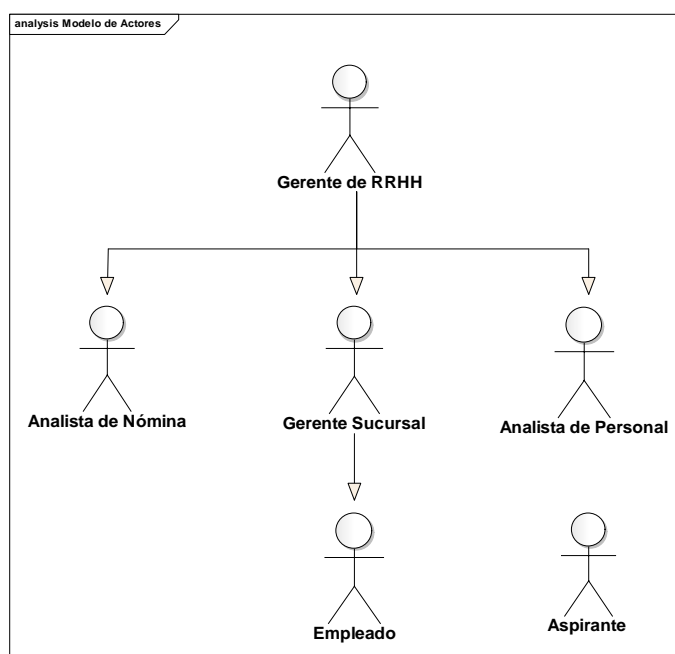 analysis Modelo de Actores
Gerente de RRHH
Analista de Nómina
Gerente Sucursal
Analista de Personal
Empleado
Aspirante